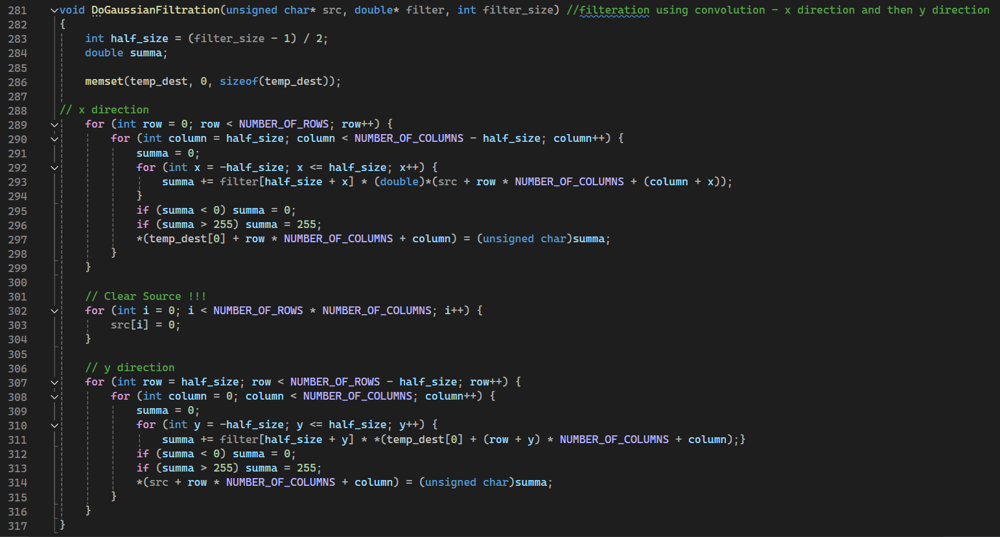 281 void DoGaussianFiltration(unsigned char* src, double* filter, int filter_size) //filteration using convolution - x direction and then y direction
282 {
283     int half_size = (filter_size - 1) / 2;
284     double summa;
285
286     memset(temp_dest, 0, sizeof(temp_dest));
287
288 // x direction
289     for (int row = 0; row < NUMBER_OF_ROWS; row++) {
290         for (int column = half_size; column < NUMBER_OF_COLUMNS - half_size; column++) {
291             summa = 0;
292             for (int x = -half_size; x <= half_size; x++) {
293                 summa += filter[half_size + x] * (double)*(src + row * NUMBER_OF_COLUMNS + (column + x));
294             }
295             if (summa < 0) summa = 0;
296             if (summa > 255) summa = 255;
297             *(temp_dest[0] + row * NUMBER_OF_COLUMNS + column) = (unsigned char)summa;
298         }
299     }
300
301     // Clear Source !!!
302     for (int i = 0; i < NUMBER_OF_ROWS * NUMBER_OF_COLUMNS; i++) {
303         src[i] = 0;
304     }
305
306     // y direction
307     for (int row = half_size; row < NUMBER_OF_ROWS - half_size; row++) {
308         for (int column = 0; column < NUMBER_OF_COLUMNS; column++) {
309             summa = 0;
310             for (int y = -half_size; y <= half_size; y++) {
311                 summa += filter[half_size + y] * *(temp_dest[0] + (row + y) * NUMBER_OF_COLUMNS + column);}
312             if (summa < 0) summa = 0;
313             if (summa > 255) summa = 255;
314             *(src + row * NUMBER_OF_COLUMNS + column) = (unsigned char)summa;
315         }
316     }
317 }